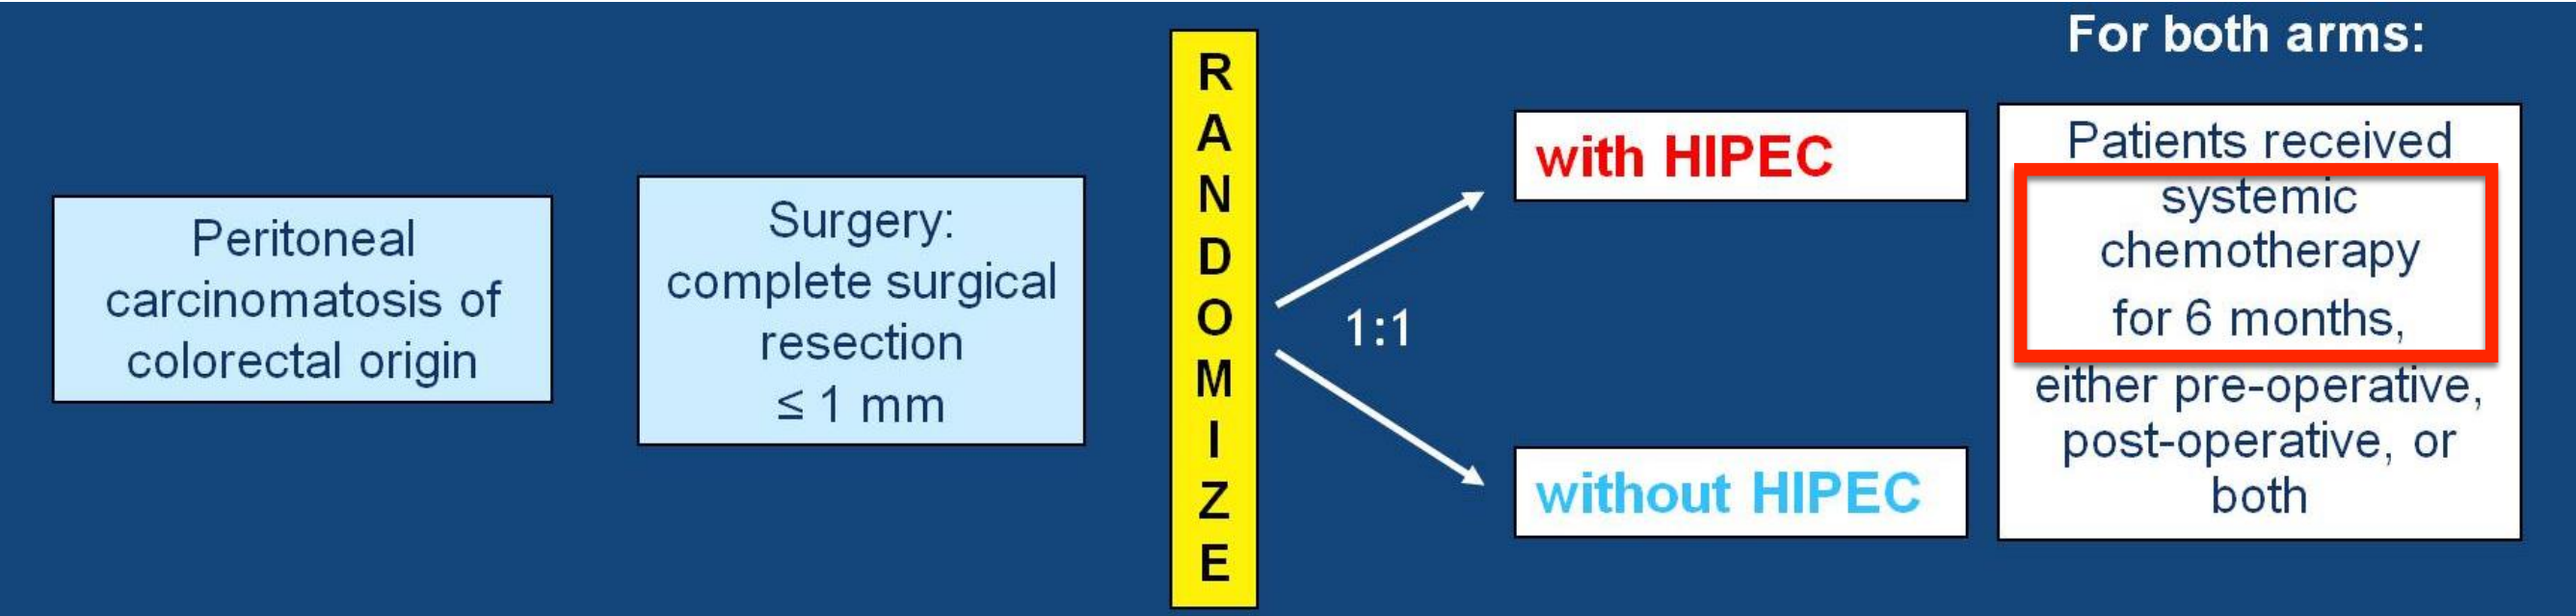 Peritoneal
carcinomatosis of
colorectal origin
Surgery:
complete surgical
resection
≤ 1 mm
RANDOMIZE
1:1
with HIPEC
without HIPEC
For both arms:
Patients received
systemic
chemotherapy
for 6 months,
either pre-operative,
post-operative, or
both